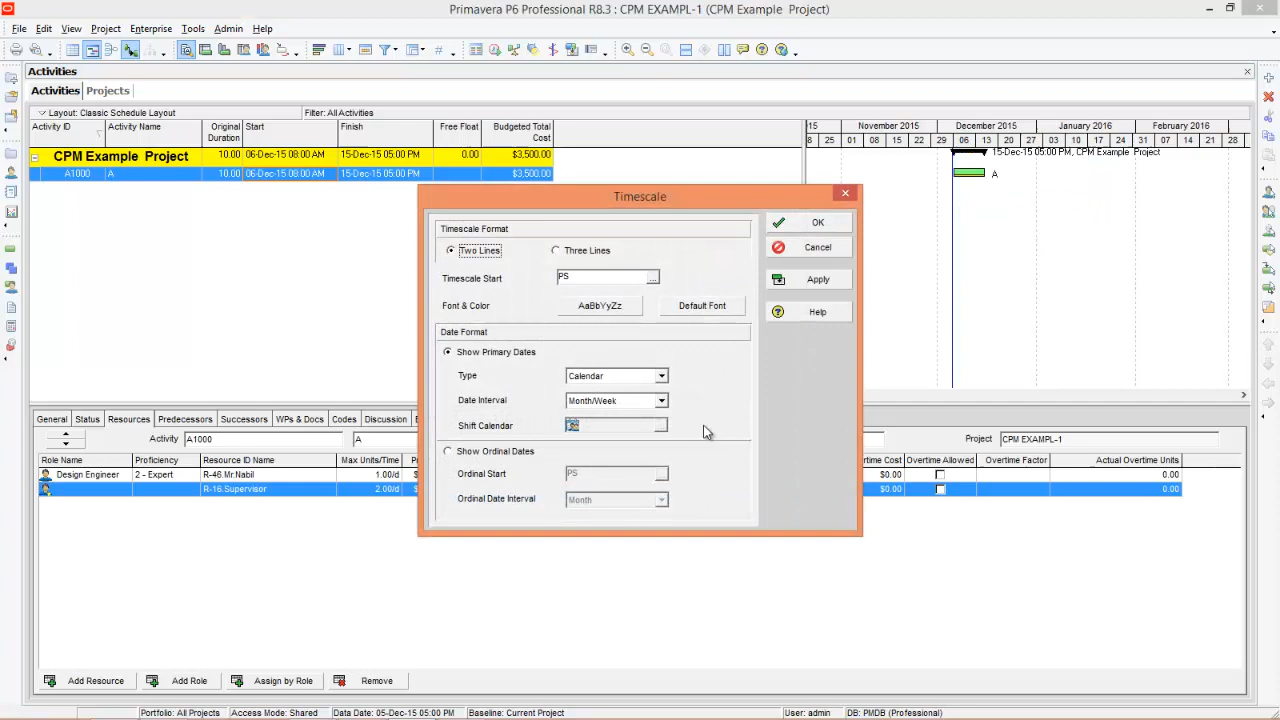 Primavera P6 Professional R8.3 : CPM EXAMPL-1 (CPM Example  Project)
File Edit View Project Enterprise Tools Admin Help
Activities
Activities Projects
Layout: Classic Schedule Layout Filter: All Activities
Activity ID Activity Name Original Duration Start Finish Free Float Budgeted Total Cost
15 November 2015 December 2015 January 2016 February 2016
8 25 01 08 15 22 29 06 13 20 27 03 10 17 24 31 07 14 21 28
CPM Example  Project 10.00 06-Dec-15 08:00 AM 15-Dec-15 05:00 PM 0.00 $3,500.00
15-Dec-15 05:00 PM, CPM Example  Project
A1000 A 10.00 06-Dec-15 08:00 AM 15-Dec-15 05:00 PM $3,500.00
A
Timescale
Timescale Format
Two Lines Three Lines
Timescale Start PS ...
Font & Color AaBbYyZz Default Font
Date Format
Show Primary Dates
Type Calendar
Date Interval Month/Week
Shift Calendar
Show Ordinal Dates
Ordinal Start PS
Ordinal Date Interval Month
OK
Cancel
Apply
Help
General Status Resources Predecessors Successors WPs & Docs Codes Discussion
Activity A1000 A Project CPM EXAMPL-1
Role Name Proficiency Resource ID Name Max Units/Time Cost Overtime Allowed Overtime Factor Actual Overtime Units
Design Engineer 2 - Expert R-46.Mr.Nabil 1.00/d $0.00 0.00
R-16.Supervisor 2.00/d $0.00 0.00
Add Resource Add Role Assign by Role Remove
Portfolio: All Projects Access Mode: Shared Data Date: 05-Dec-15 05:00 PM Baseline: Current Project User: admin DB: PMDB (Professional)